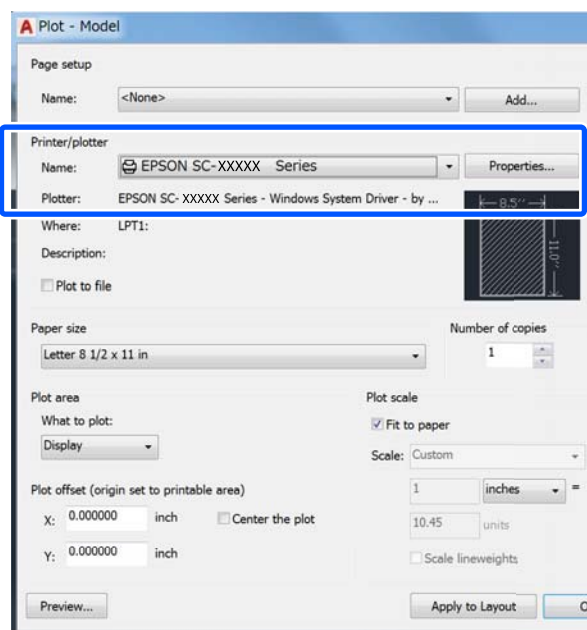 Plot - Model
Page setup
Name: <None> Add...
Printer/plotter
Name: EPSON SC-XXXXX Series Properties...
Plotter: EPSON SC- XXXXX Series - Windows System Driver - by ...
8.5''
Where: LPT1:
11.0''
Description:
Plot to file
Paper size Number of copies
Letter 8 1/2 x 11 in 1
Plot area Plot scale
What to plot: Fit to paper
Display Scale: Custom
Plot offset (origin set to printable area) 1 inches =
X: 0.000000 inch Center the plot 10.45 units
Y: 0.000000 inch Scale lineweights
Preview... Apply to Layout